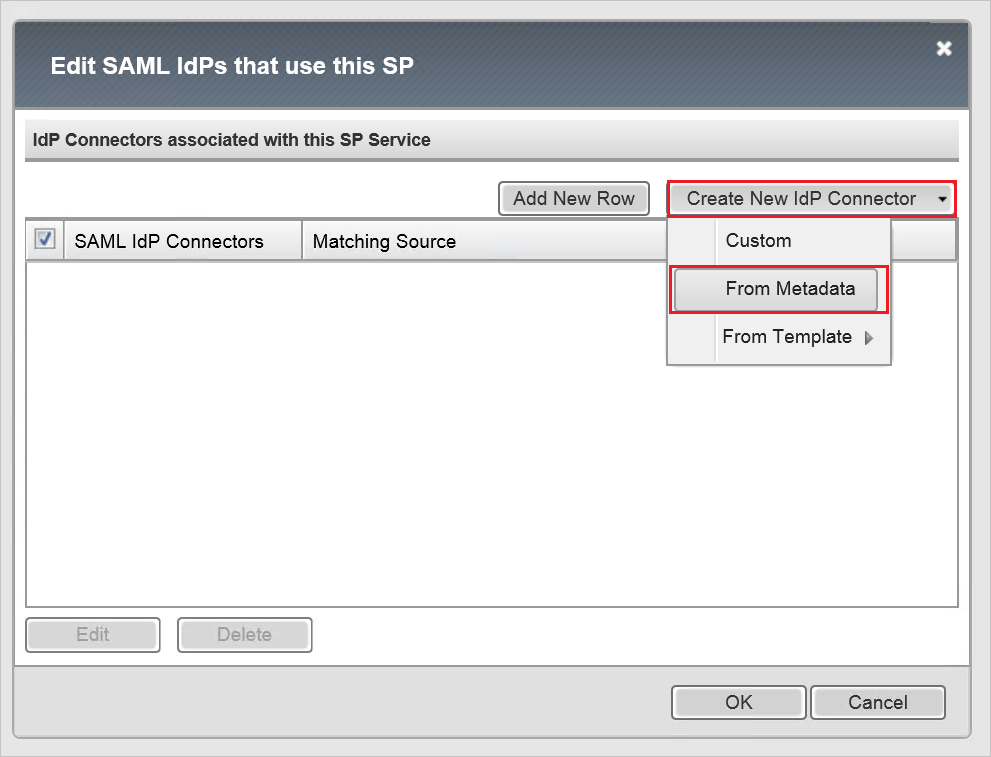 Edit SAML IdPs that use this SP
IdP Connectors associated with this SP Service
Add New Row
Create New IdP Connector
SAML IdP Connectors
Matching Source
Custom
From Metadata
From Template
Edit
Delete
OK
Cancel